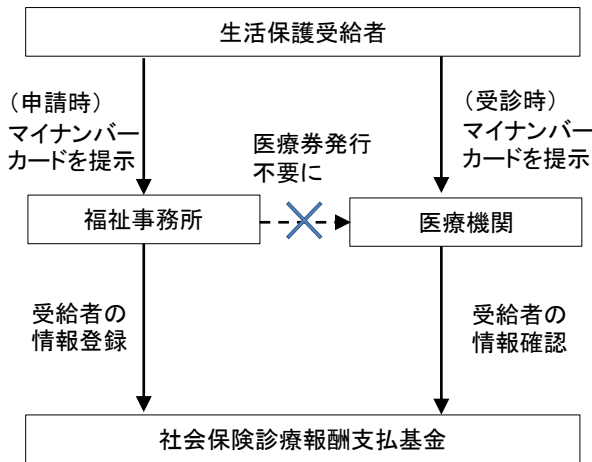 生活保護受給者
(申請時)
マイナンバー
カードを提示
(受診時)
マイナンバー
カードを提示
医療券発行
不要に
福祉事務所
医療機関
受給者の
情報登録
受給者の
情報確認
社会保険診療報酬支払基金